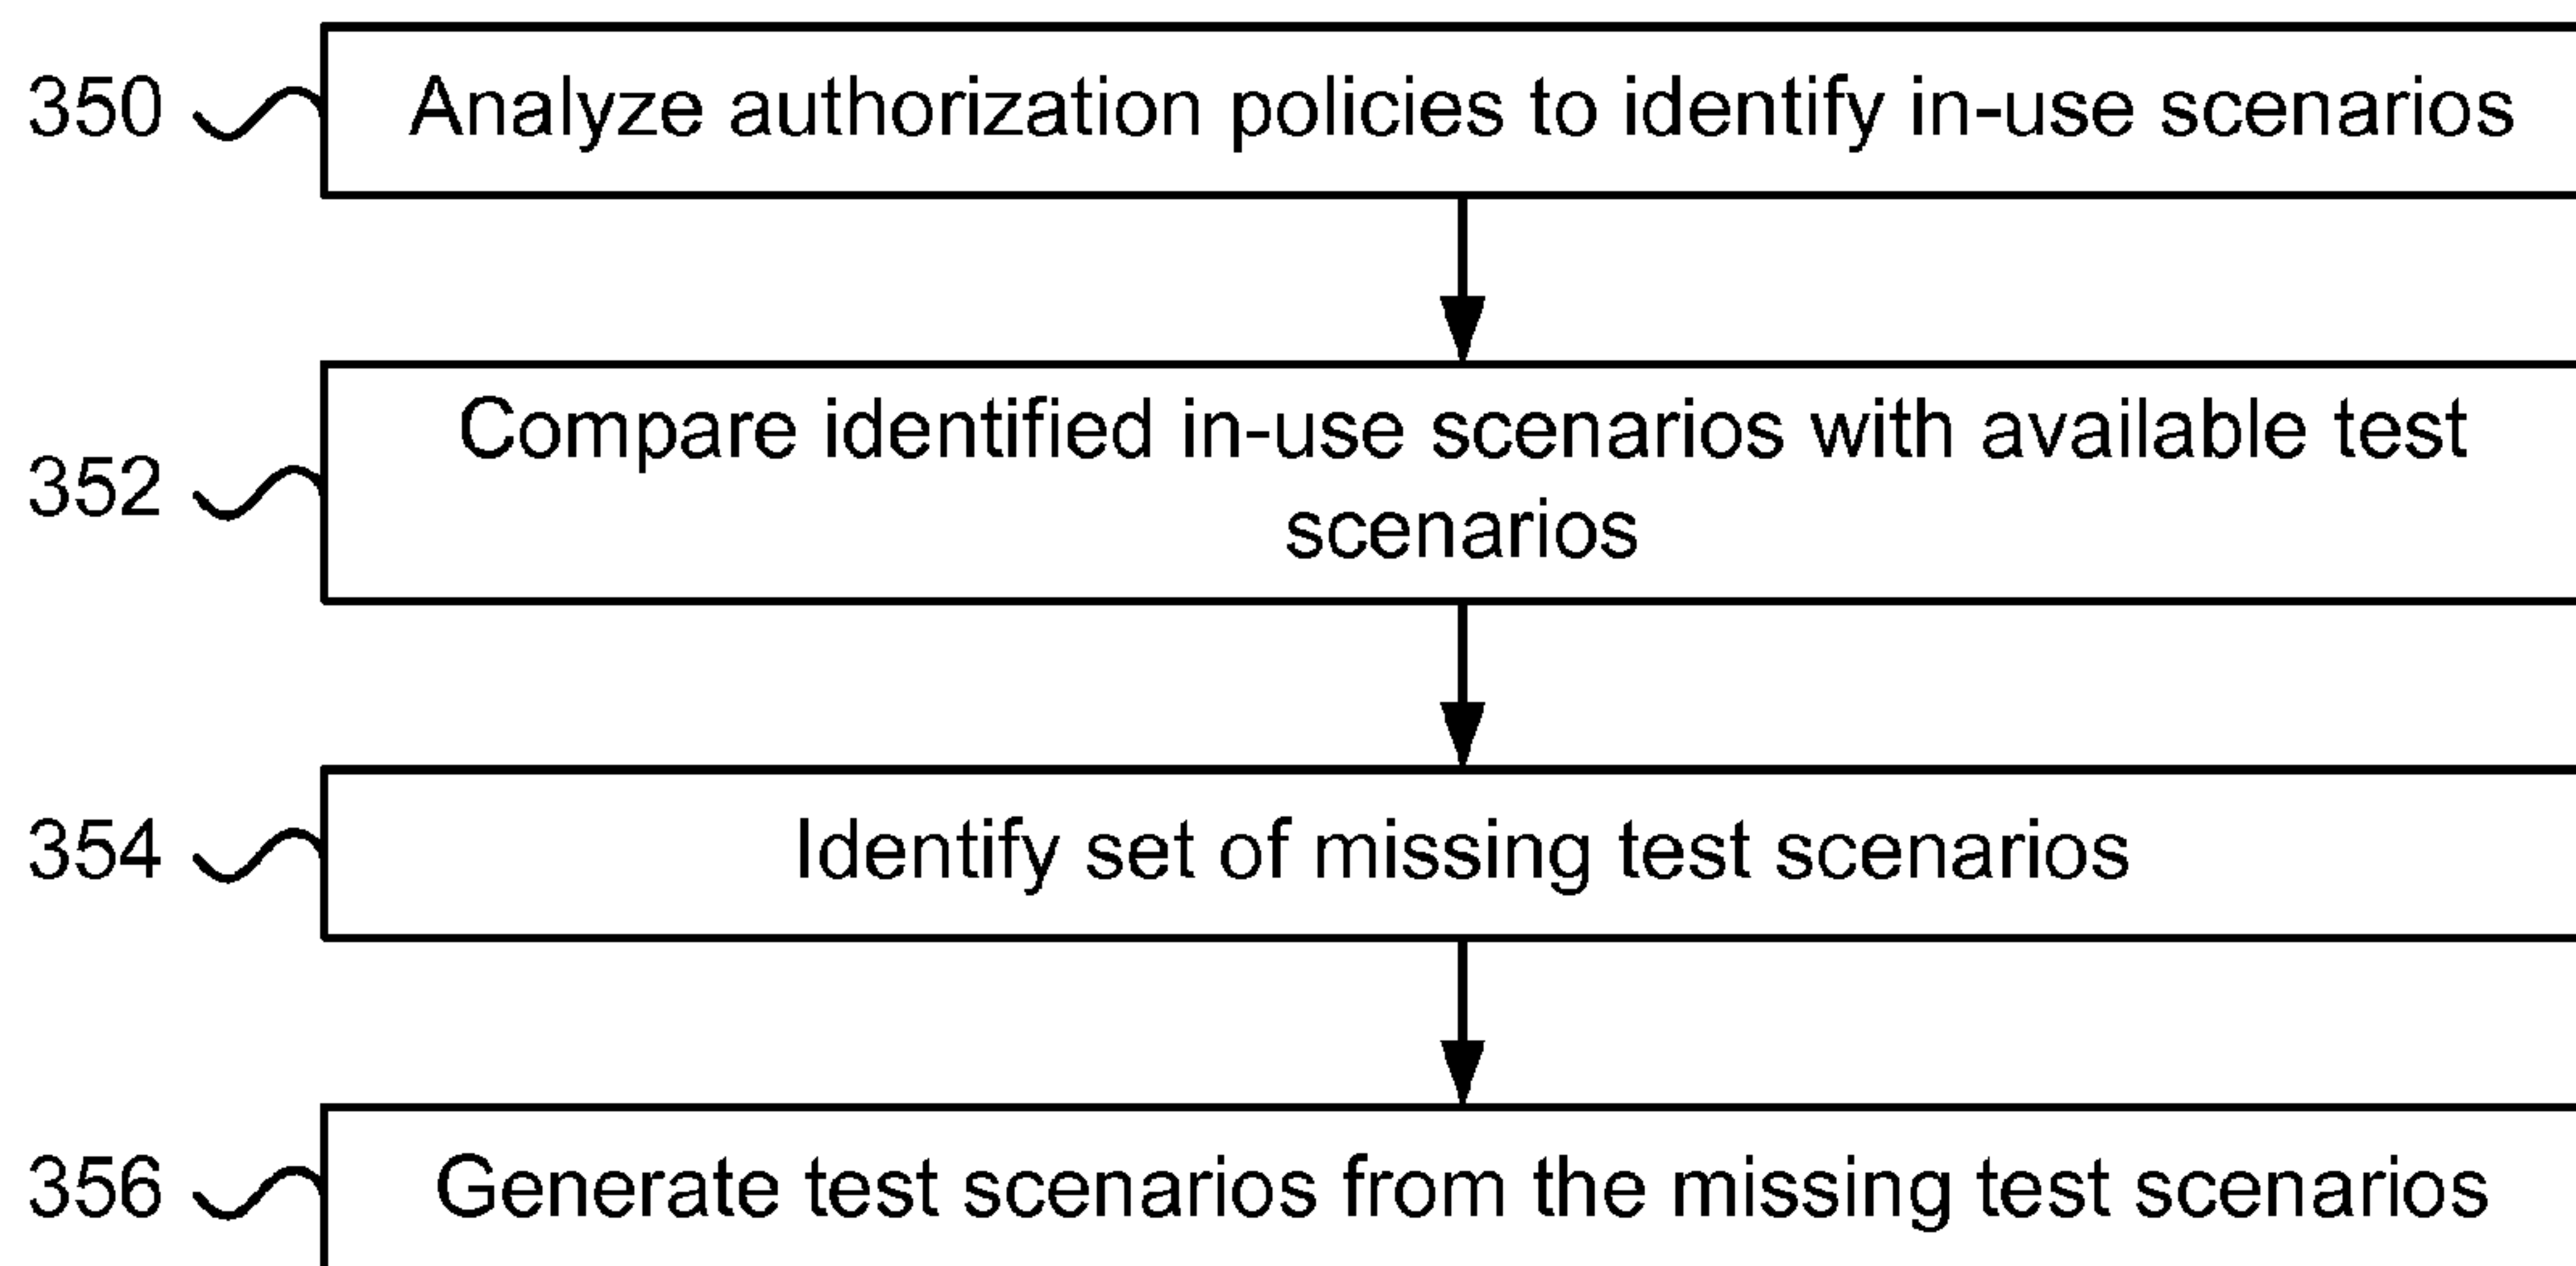 350
Analyze authorization policies to identify in-use scenarios
352
Compare identified in-use scenarios with available test
scenarios
354
Identify set of missing test scenarios
356
Generate test scenarios from the missing test scenarios